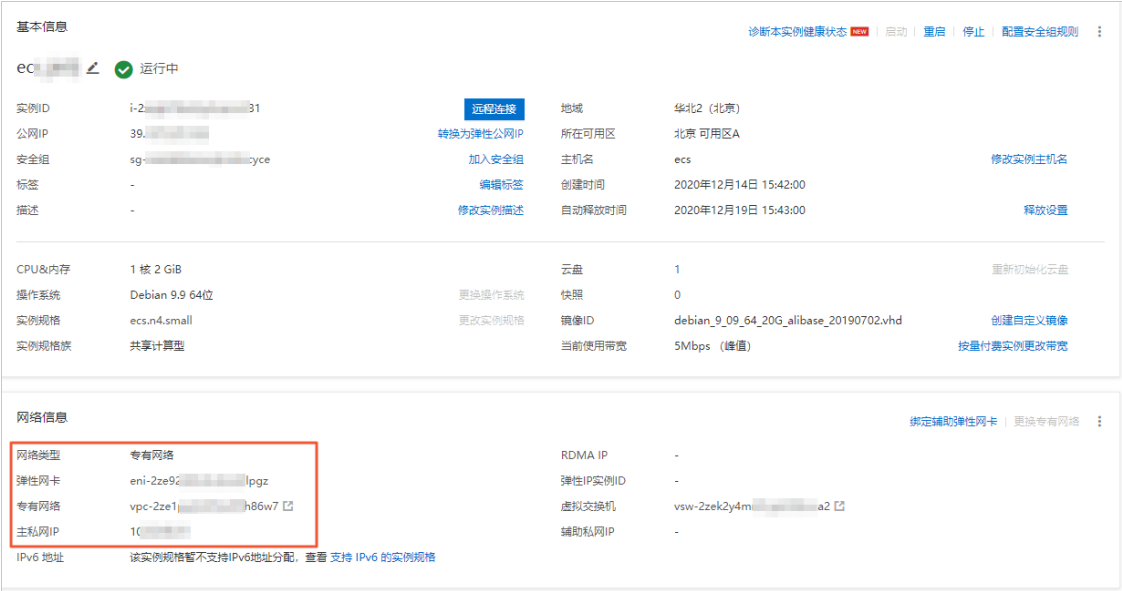 基本信息
诊断本实例健康状态 NEW 启动 重启 停止 配置安全组规则
ec 运行中
实例ID i-2 31 远程连接 地域 华北2（北京）
公网IP 39. 转换为弹性公网IP 所在可用区 北京 可用区A
安全组 sg- cyce 加入安全组 主机名 ecs 修改实例主机名
标签 - 编辑标签 创建时间 2020年12月14日 15:42:00
描述 - 修改实例描述 自动释放时间 2020年12月19日 15:43:00 释放设置
CPU&内存 1 核 2 GiB 云盘 1 重新初始化云盘
操作系统 Debian 9.9 64位 更换操作系统 快照 0
实例规格 ecs.n4.small 更改实例规格 镜像ID debian_9_09_64_20G_alibase_20190702.vhd 创建自定义镜像
实例规格族 共享计算型 当前使用带宽 5Mbps （峰值） 按量付费实例更改带宽
网络信息
绑定辅助弹性网卡 更换专有网络
网络类型 专有网络 RDMA IP -
弹性网卡 eni-2ze92 lpgz 弹性IP实例ID -
专有网络 vpc-2ze1 h86w7 虚拟交换机 vsw-2zek2y4m a2
主私网IP 10 辅助私网IP -
IPv6 地址 该实例规格暂不支持IPv6地址分配，查看 支持 IPv6 的实例规格